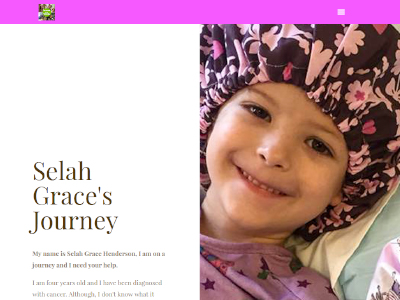 Selah
Grace's
Journey
My name is Selah Grace Henderson. I am on a
journey and I need your help.
I am four years old and I have been diagnosed
with cancer. Although, I don't know what it